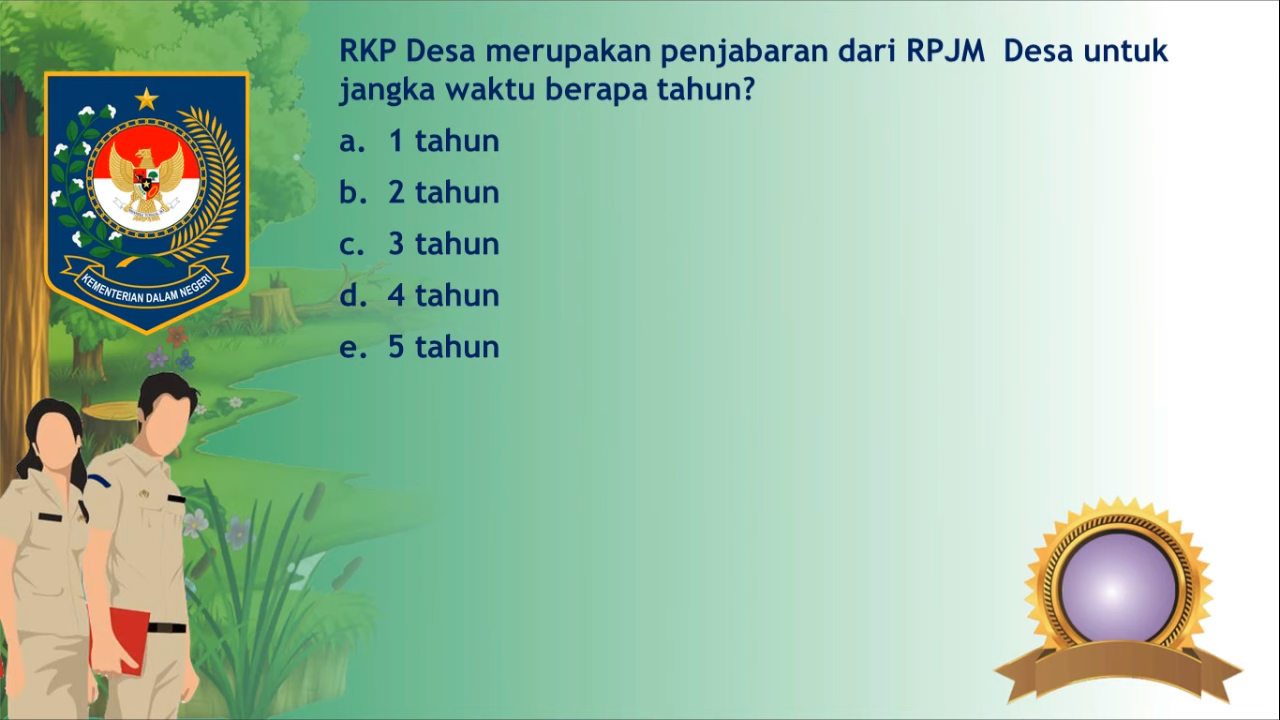 RKP Desa merupakan penjabaran dari RPJM  Desa untuk
jangka waktu berapa tahun?
a. 1 tahun
b. 2 tahun
c. 3 tahun
d. 4 tahun
e. 5 tahun
KEMENTERIAN DALAM NEGERI